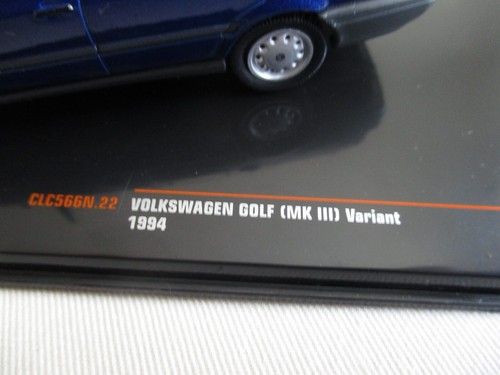 CLC566N.22 VOLKSWAGEN GOLF (MK III) Variant
1994